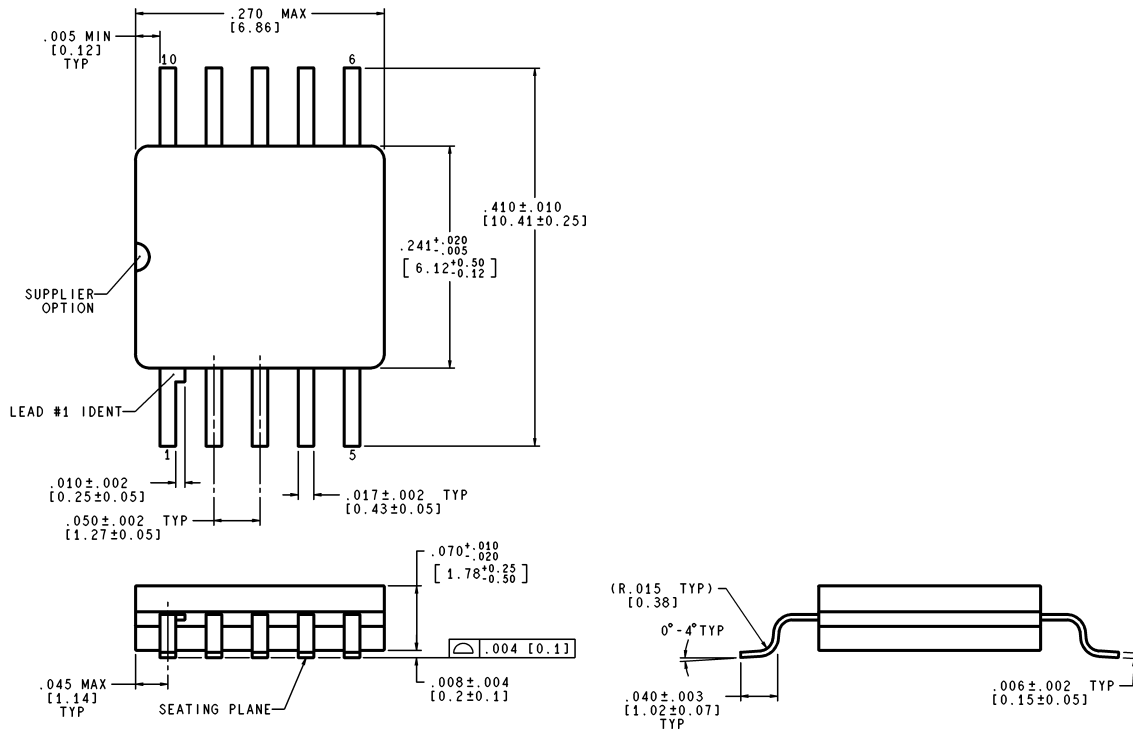 .270 MAX
[6.86]
.005 MIN
[0.12]
TYP
10
6
.410±.010
[10.41±0.25]
.241+.020
-.005
[ 6.12+0.50
-0.12 ]
SUPPLIER
OPTION
LEAD #1 IDENT
1
5
.010±.002
[0.25±0.05]
.017±.002 TYP
[0.43±0.05]
.050±.002 TYP
[1.27±0.05]
.070+.010
-.020
[ 1.78+0.25
-0.50 ]
(R.015 TYP)
[0.38]
0°-4°TYP
.004 [0.1]
.045 MAX
[1.14]
TYP
SEATING PLANE
.008±.004
[0.2±0.1]
.040±.003
[1.02±0.07]
TYP
.006±.002 TYP
[0.15±0.05]